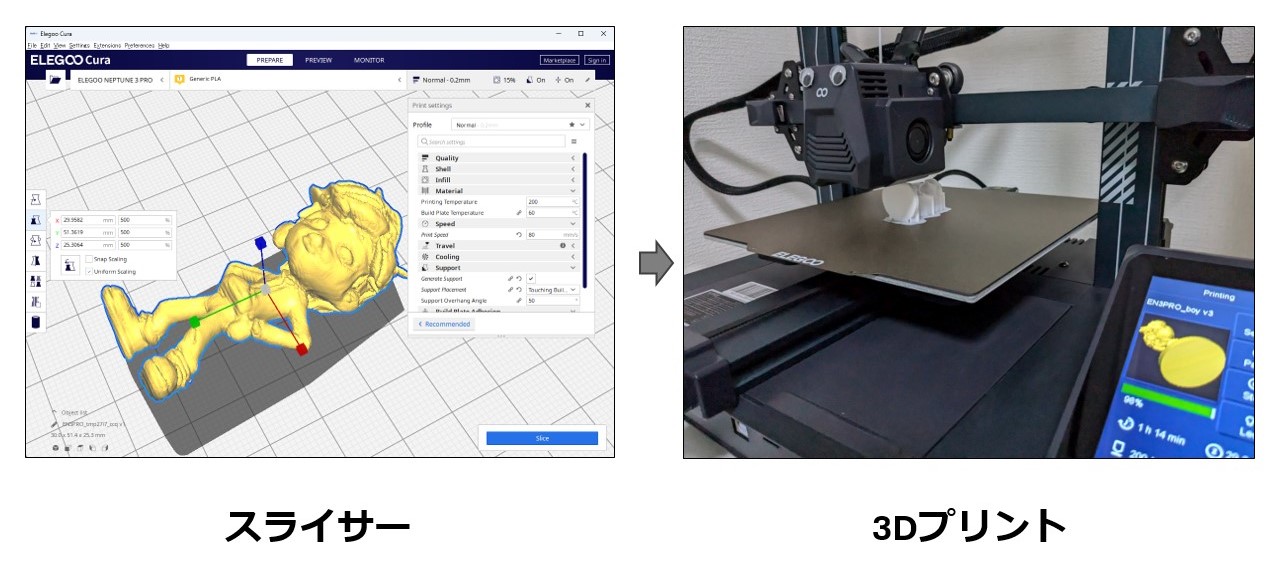 Elegoo Cura
File Edit View Settings Extensions Preferences Help
ELEGOO Cura
PREPARE
PREVIEW
MONITOR
Marketplace
Sign in
ELEGOO NEPTUNE 3 PRO
Generic PLA
Normal - 0.2mm
15%
On
On
Print settings
Profile
Normal
Search settings
Quality
Shell
Infill
Material
Printing Temperature 200 °C
Build Plate Temperature 60 °C
Speed
Print Speed 80 mm/s
Travel
Cooling
Support
Generate Support
Support Placement Touching Buil...
Support Overhang Angle 50 °
Build Plate Adhesion
Recommended
X 29.9582 mm 500 %
Y 51.3619 mm 500 %
Z 25.3064 mm 500 %
Snap Scaling
Uniform Scaling
Object list
30.0 x 51.4 x 25.3 mm
Slice
ELEGOO
Printing
EN3PRO_boy v3
96%
1 h 14 min
スライサー
3Dプリント